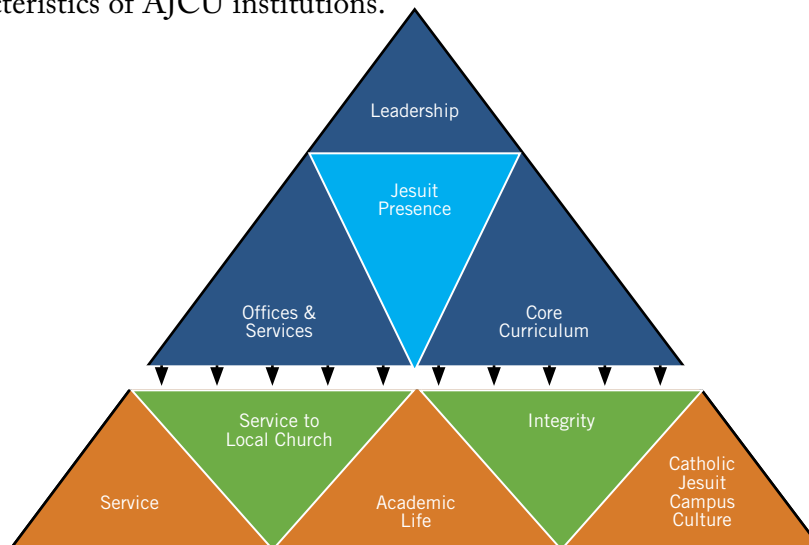 cteristics of AJCU institutions.
Leadership
Jesuit
Presence
Offices &
Services
Core
Curriculum
Service to
Local Church
Integrity
Service
Academic
Life
Catholic
Jesuit
Campus
Culture